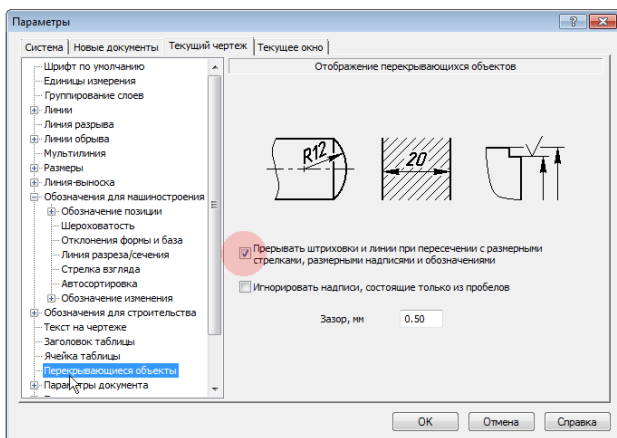 Параметры
Система
Новые документы
Текущий чертеж
Текущее окно
Шрифт по умолчанию
Единицы измерения
Группирование слоев
Линии
Линия разрыва
Линии обрыва
Мультилиния
Размеры
Линия-выноска
Обозначения для машиностроения
Обозначение позиции
Шероховатость
Отклонения формы и база
Линия разреза/сечения
Стрелка взгляда
Автосортировка
Обозначение изменения
Обозначения для строительства
Текст на чертеже
Заголовок таблицы
Ячейка таблицы
Перекрывающиеся объекты
Параметры документа
Отображение перекрывающихся объектов
R12
20
Прерывать штриховки и линии при пересечении с размерными
стрелками, размерными надписями и обозначениями
Игнорировать надписи, состоящие только из пробелов
Зазор, мм
0.50
OK
Отмена
Справка